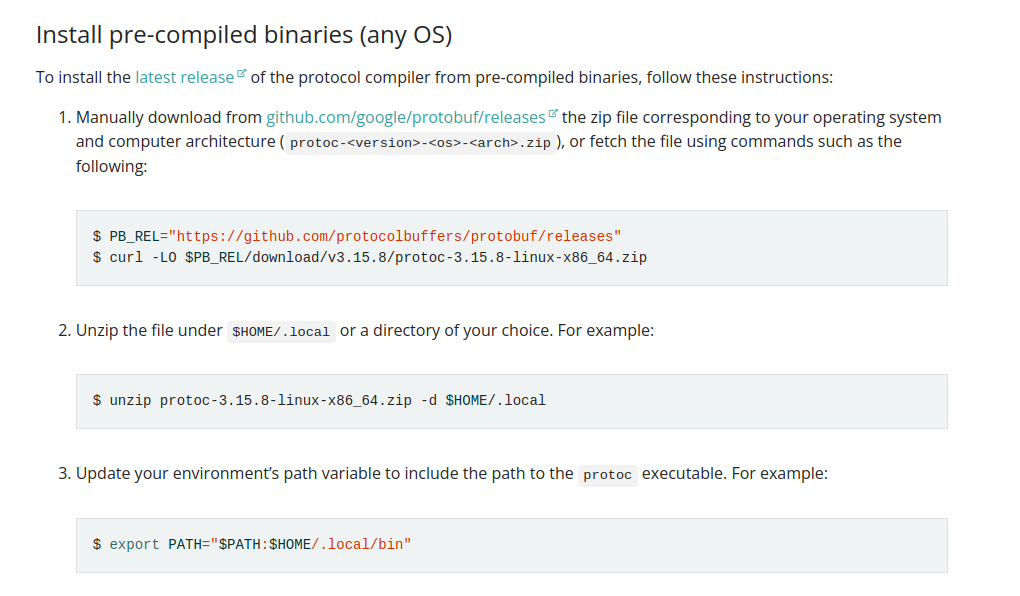 Install pre-compiled binaries (any OS)
To install the latest release of the protocol compiler from pre-compiled binaries, follow these instructions:
1. Manually download from github.com/google/protobuf/releases the zip file corresponding to your operating system
and computer architecture ( protoc-<version>-<os>-<arch>.zip ), or fetch the file using commands such as the
following:
$ PB_REL="https://github.com/protocolbuffers/protobuf/releases"
$ curl -LO $PB_REL/download/v3.15.8/protoc-3.15.8-linux-x86_64.zip
2. Unzip the file under $HOME/.local or a directory of your choice. For example:
$ unzip protoc-3.15.8-linux-x86_64.zip -d $HOME/.local
3. Update your environment’s path variable to include the path to the protoc executable. For example:
$ export PATH="$PATH:$HOME/.local/bin"